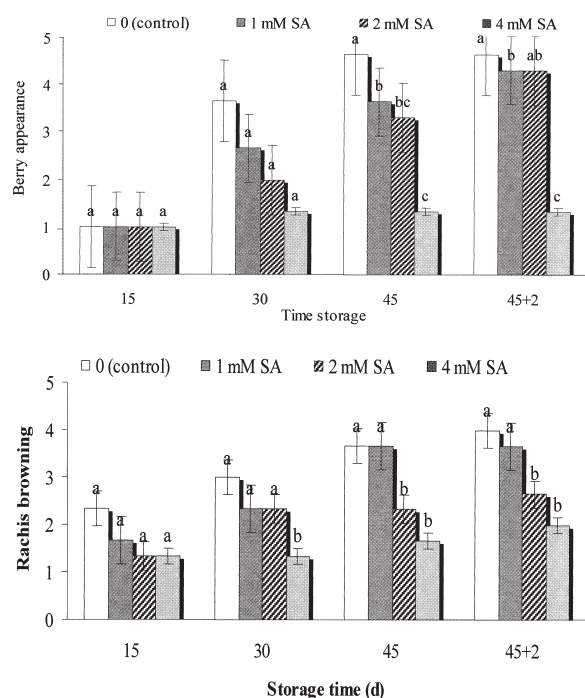 0 (control) 1 mM SA 2 mM SA 4 mM SA
Berry appearance
5
4
3
2
1
0
a a a a
a a a a
a b bc c
a b ab c
15 30 45 45+2
Time storage
0 (control) 1 mM SA 2 mM SA 4 mM SA
Rachis browning
5
4
3
2
1
0
a a a a
a a a b
a a b b
a a b b
15 30 45 45+2
Storage time (d)